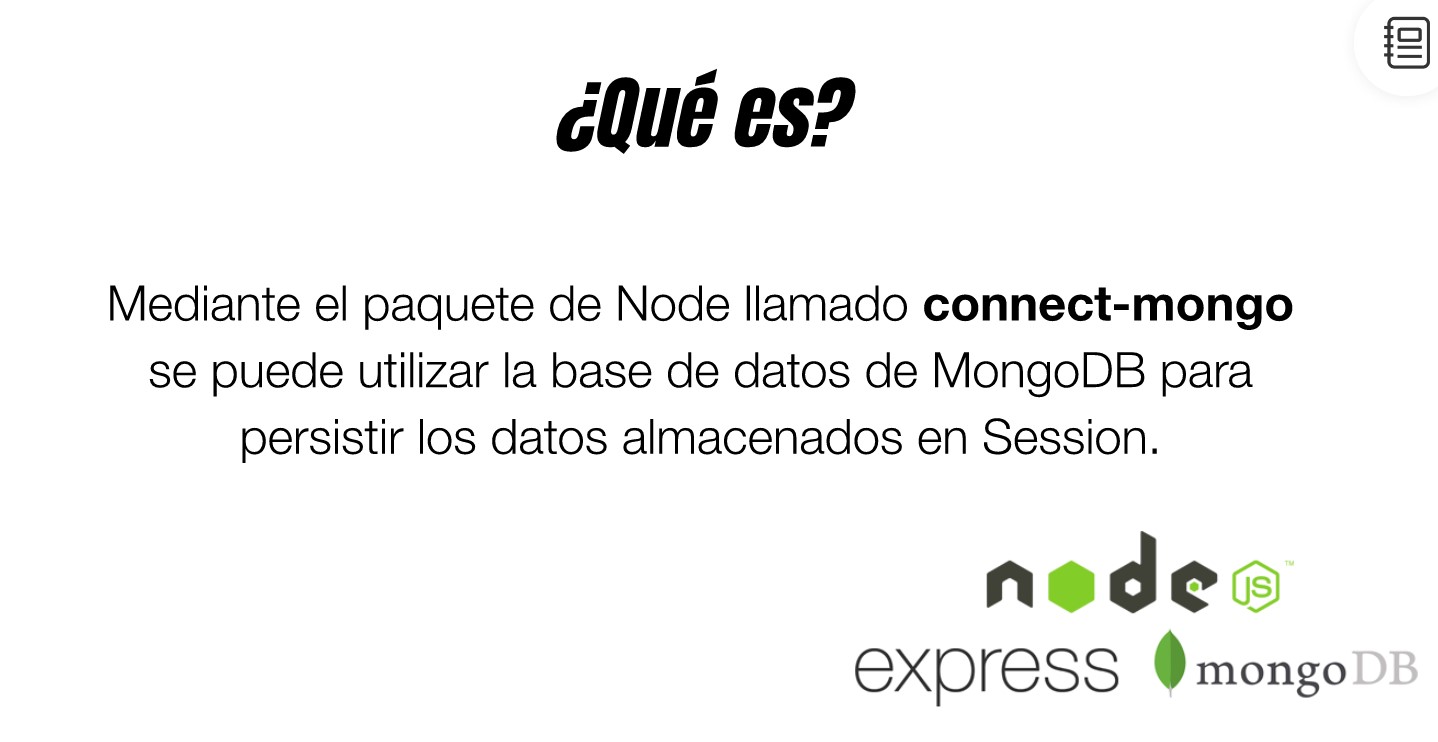 ¿Qué es?
Mediante el paquete de Node llamado connect-mongo
se puede utilizar la base de datos de MongoDB para
persistir los datos almacenados en Session.
node JS™
express mongoDB